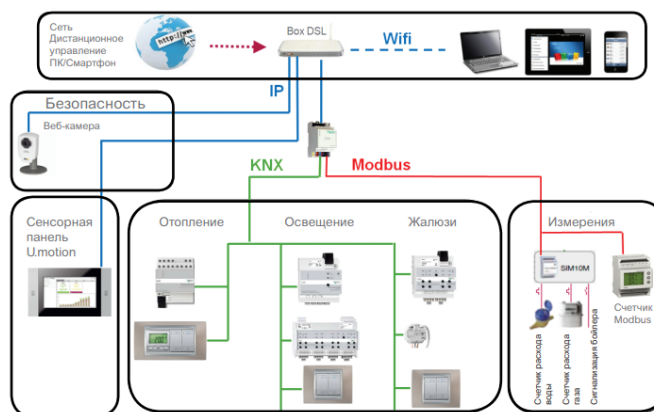 Сеть
Дистанционное
управление
ПК/Смартфон
http://www
Box DSL
Wifi
IP
Безопасность
Веб-камера
KNX
Modbus
Сенсорная
панель
U.motion
Отопление
Освещение
Жалюзи
Измерения
SIM10M
Счетчик
Modbus
Счетчик расхода
воды
Счетчик расхода
газа
Сигнализация бойлера